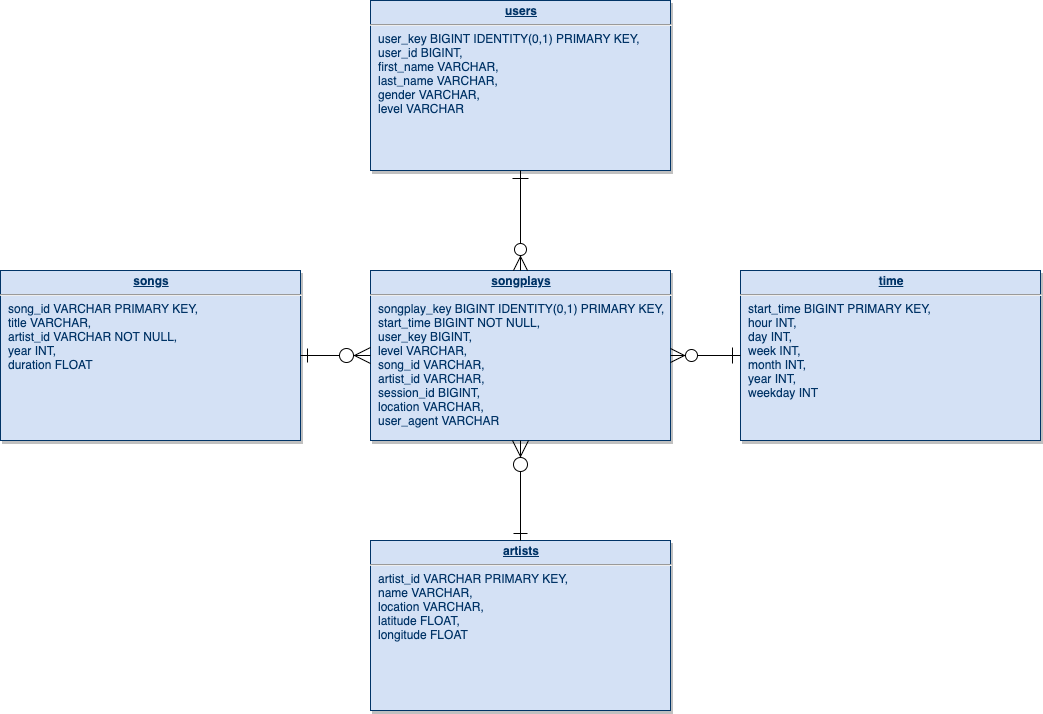 users
user_key BIGINT IDENTITY(0,1) PRIMARY KEY,
user_id BIGINT,
first_name VARCHAR,
last_name VARCHAR,
gender VARCHAR,
level VARCHAR
songs
song_id VARCHAR PRIMARY KEY,
title VARCHAR,
artist_id VARCHAR NOT NULL,
year INT,
duration FLOAT
songplays
songplay_key BIGINT IDENTITY(0,1) PRIMARY KEY,
start_time BIGINT NOT NULL,
user_key BIGINT,
level VARCHAR,
song_id VARCHAR,
artist_id VARCHAR,
session_id BIGINT,
location VARCHAR,
user_agent VARCHAR
time
start_time BIGINT PRIMARY KEY,
hour INT,
day INT,
week INT,
month INT,
year INT,
weekday INT
artists
artist_id VARCHAR PRIMARY KEY,
name VARCHAR,
location VARCHAR,
latitude FLOAT,
longitude FLOAT